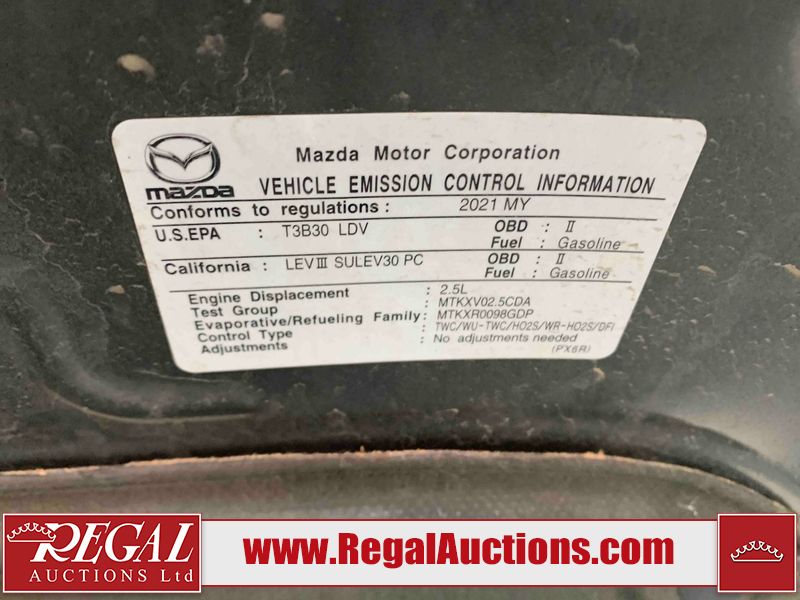 Mazda Motor Corporation
mazda VEHICLE EMISSION CONTROL INFORMATION
Conforms to regulations : 2021 MY
U.S.EPA : T3B30 LDV OBD : II
Fuel : Gasoline
California : LEVIII SULEV30 PC OBD : II
Fuel : Gasoline
Engine Displacement : 2.5L
Test Group : MTKXV02.5CDA
Evaporative/Refueling Family : MTKXR0098GDP
Control Type : TWC/WU-TWC/HO2S/WR-HO2S/DFI
Adjustments : No adjustments needed
(PX6R)
REGAL
AUCTIONS Ltd
www.RegalAuctions.com